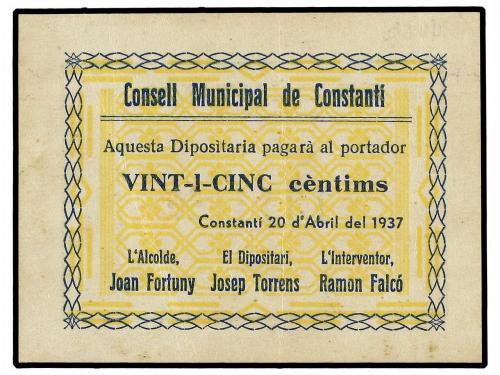 Consell Municipal de Constantí
Aquesta Dipositaria pagarà al portador
VINT-I-CINC cèntims
Constantí 20 d'Abril del 1937
L'Alcalde, El Dipositari, L'Interventor,
Joan Fortuny Josep Torrens Ramon Falcó